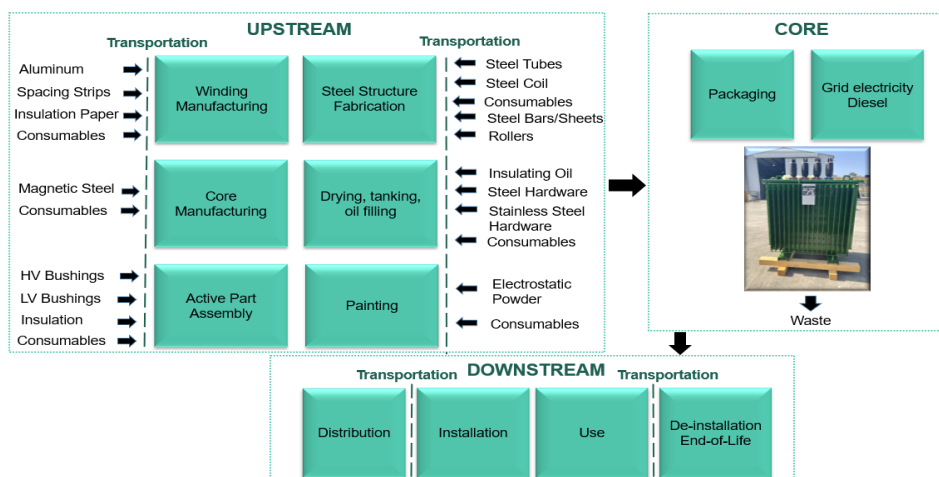 UPSTREAM
Transportation
Transportation
Aluminum
Spacing Strips
Insulation Paper
Consumables
Winding
Manufacturing
Steel Structure
Fabrication
Steel Tubes
Steel Coil
Consumables
Steel Bars/Sheets
Rollers
Magnetic Steel
Consumables
Core
Manufacturing
Drying, tanking,
oil filling
Insulating Oil
Steel Hardware
Stainless Steel
Hardware
Consumables
HV Bushings
LV Bushings
Insulation
Consumables
Active Part
Assembly
Painting
Electrostatic
Powder
Consumables
CORE
Packaging
Grid electricity
Diesel
Waste
DOWNSTREAM
Transportation
Transportation
Distribution
Installation
Use
De-installation
End-of-Life